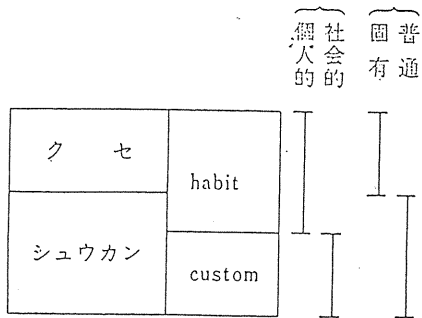 普通
固有
社会的
個人的
クセ
habit
シュウカン
custom